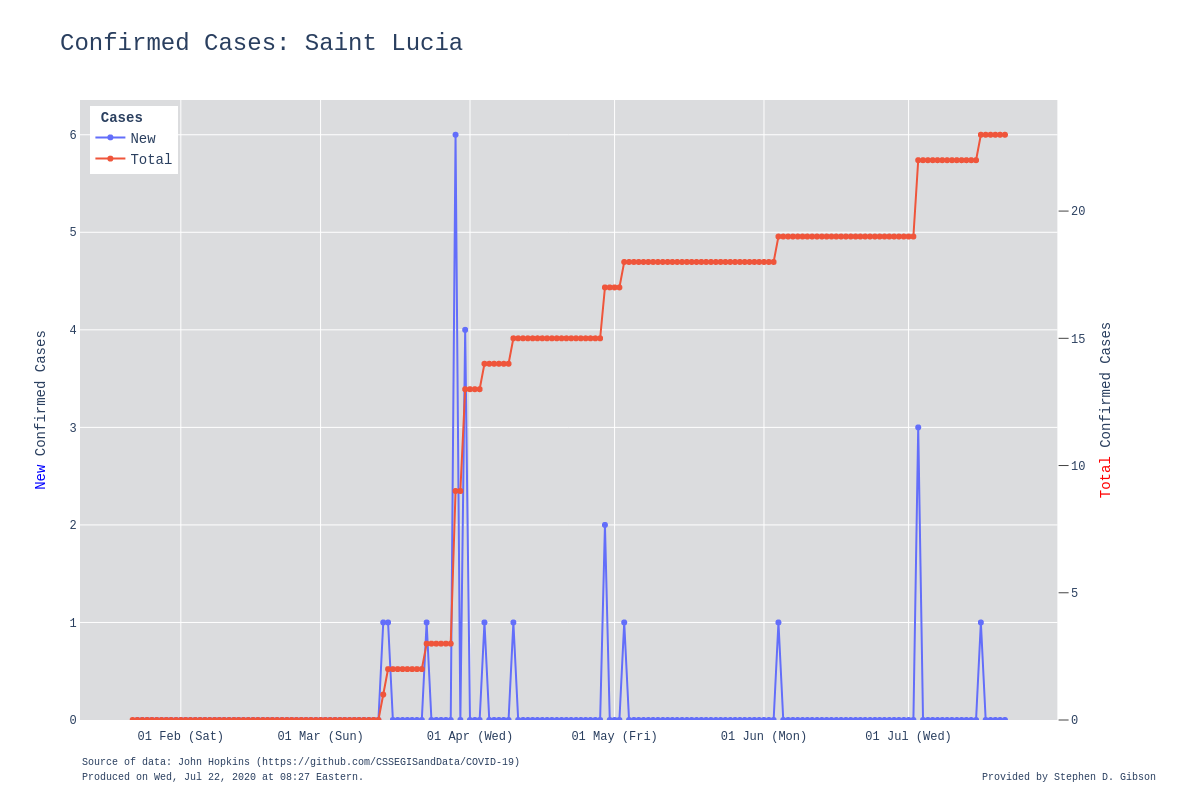 Confirmed Cases: Saint Lucia
Cases
New
Total
6
5
4
3
2
1
0
New Confirmed Cases
20
15
10
5
0
Total Confirmed Cases
01 Feb (Sat) 01 Mar (Sun) 01 Apr (Wed) 01 May (Fri) 01 Jun (Mon) 01 Jul (Wed)
Source of data: John Hopkins (https://github.com/CSSEGISandData/COVID-19)
Produced on Wed, Jul 22, 2020 at 08:27 Eastern.
Provided by Stephen D. Gibson